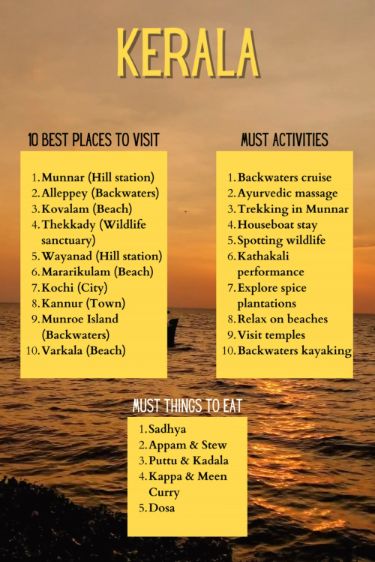 KERALA
10 BEST PLACES TO VISIT
1. Munnar (Hill station)
2. Alleppey (Backwaters)
3. Kovalam (Beach)
4. Thekkady (Wildlife
sanctuary)
5. Wayanad (Hill station)
6. Mararikulam (Beach)
7. Kochi (City)
8. Kannur (Town)
9. Munroe Island
(Backwaters)
10. Varkala (Beach)
MUST ACTIVITIES
1. Backwaters cruise
2. Ayurvedic massage
3. Trekking in Munnar
4. Houseboat stay
5. Spotting wildlife
6. Kathakali
performance
7. Explore spice
plantations
8. Relax on beaches
9. Visit temples
10. Backwaters kayaking
MUST THINGS TO EAT
1. Sadhya
2. Appam & Stew
3. Puttu & Kadala
4. Kappa & Meen
Curry
5. Dosa